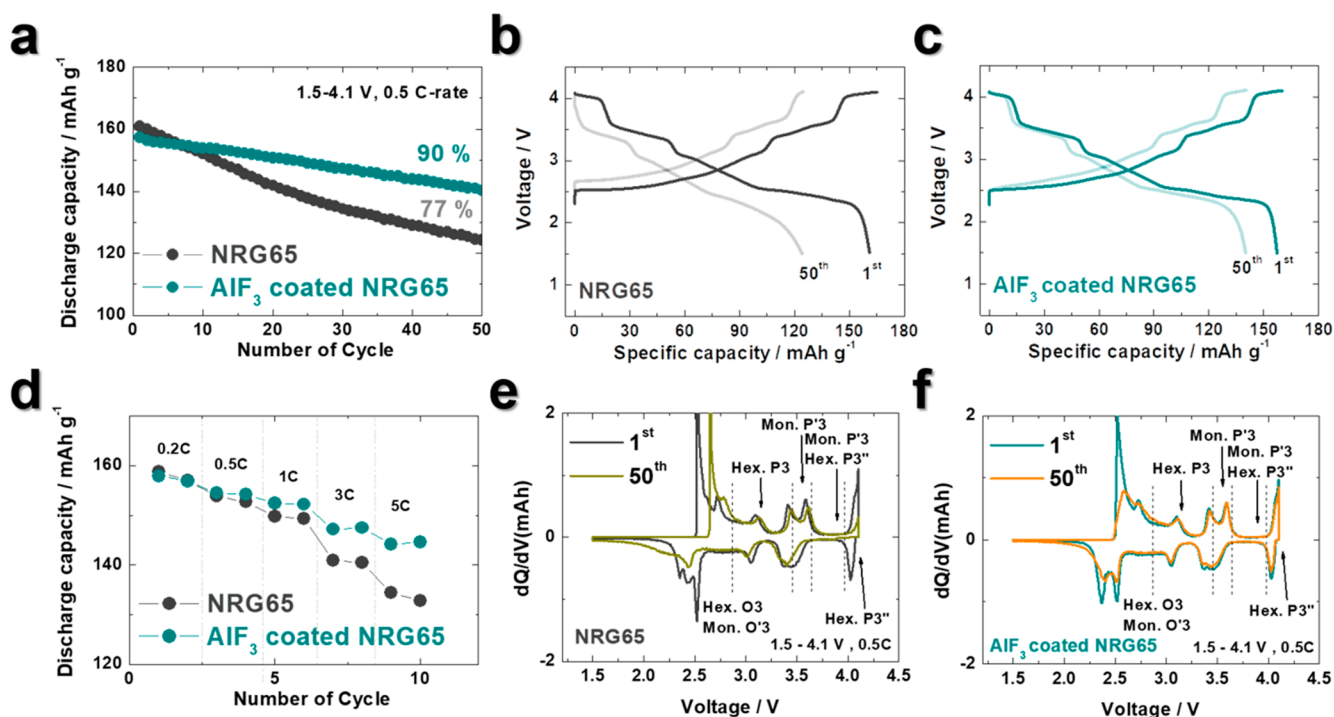 a
180
160
140
120
100
Discharge capacity / mAh g⁻¹
1.5-4.1 V, 0.5 C-rate
90 %
77 %
NRG65
AlF₃ coated NRG65
0 10 20 30 40 50
Number of Cycle
b
4
3
2
1
Voltage / V
50ᵗʰ
1ˢᵗ
NRG65
0 30 60 90 120 150 180
Specific capacity / mAh g⁻¹
c
4
3
2
1
Voltage / V
50ᵗʰ
1ˢᵗ
AlF₃ coated NRG65
0 30 60 90 120 150 180
Specific capacity / mAh g⁻¹
d
160
140
120
Discharge capacity / mAh g⁻¹
0.2C
0.5C
1C
3C
5C
NRG65
AlF₃ coated NRG65
0 5 10
Number of Cycle
e
2
0
-2
dQ/dV(mAh)
1ˢᵗ
50ᵗʰ
Mon. P'3
Mon. P'3
Hex. P3
Hex. P3"
Hex. O3
Mon. O'3
Hex. P3"
NRG65
1.5 - 4.1 V , 0.5C
1.5 2.0 2.5 3.0 3.5 4.0 4.5
Voltage / V
f
2
0
-2
dQ/dV(mAh)
1ˢᵗ
50ᵗʰ
Mon. P'3
Mon. P'3
Hex. P3
Hex. P3"
Hex. O3
Mon. O'3
Hex. P3"
AlF₃ coated NRG65
1.5 - 4.1 V , 0.5C
1.5 2.0 2.5 3.0 3.5 4.0 4.5
Voltage / V